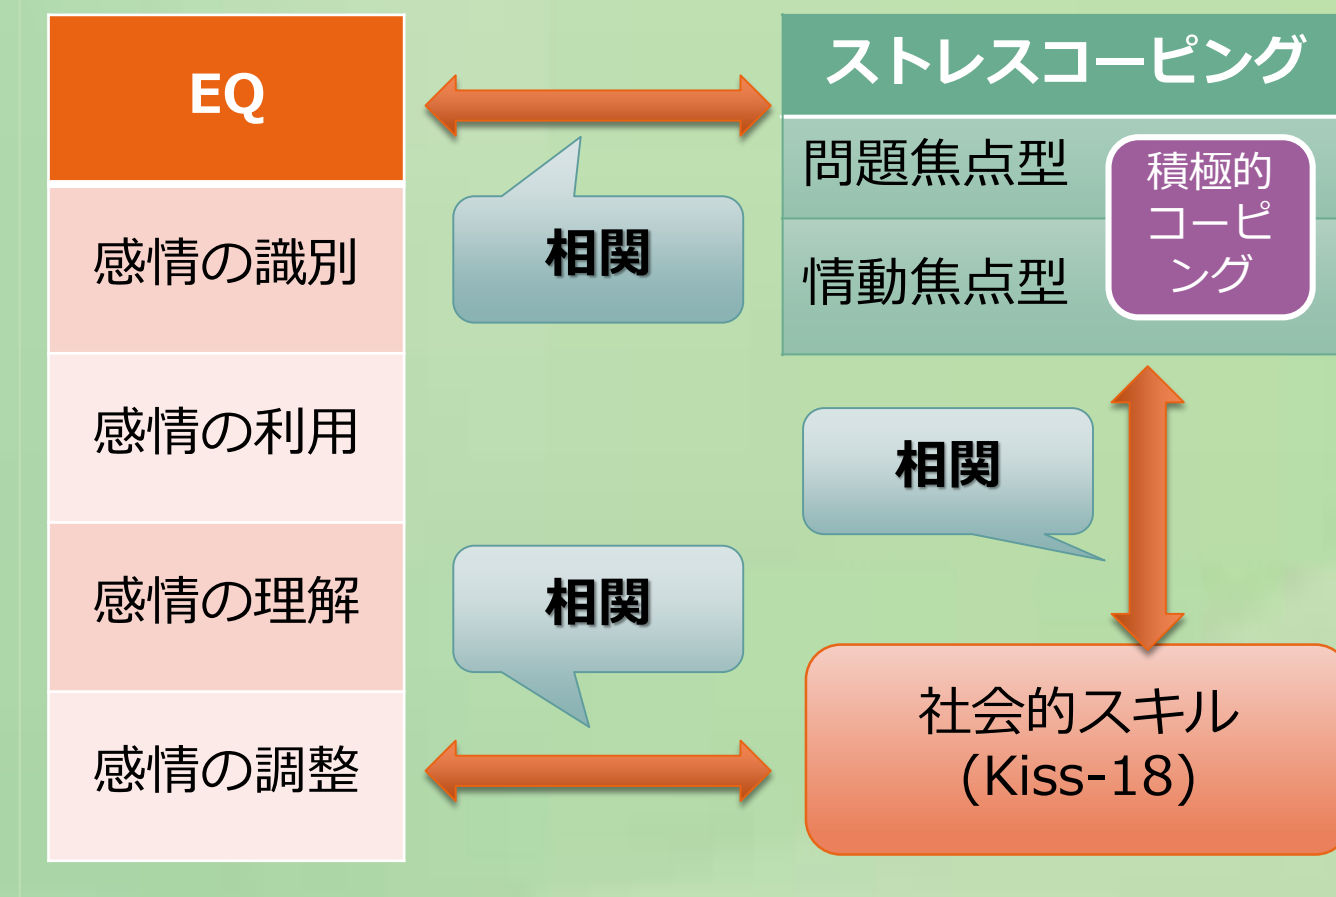 EQ
感情の識別
感情の利用
感情の理解
感情の調整
相関
相関
ストレスコーピング
問題焦点型
情動焦点型
積極的
コーピ
ング
相関
社会的スキル
(Kiss-18)